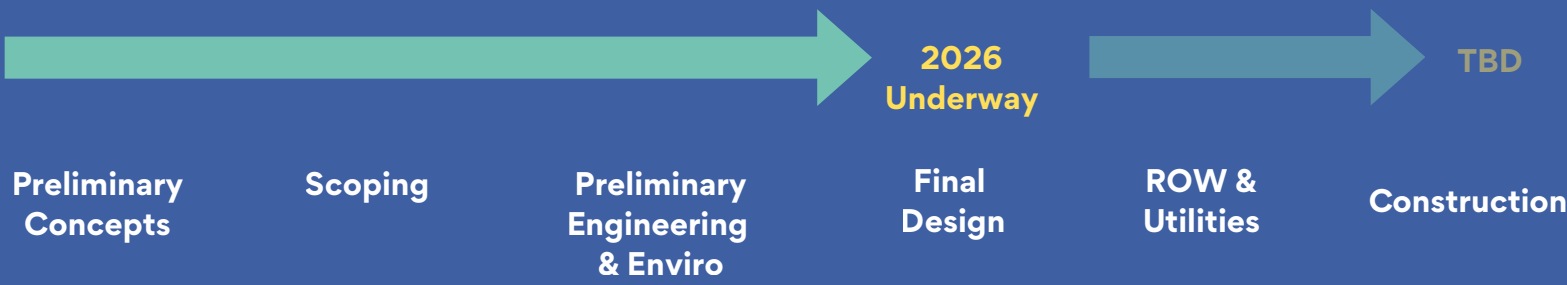 2026
Underway
TBD
Preliminary
Concepts
Scoping
Preliminary
Engineering
& Enviro
Final
Design
ROW &
Utilities
Construction